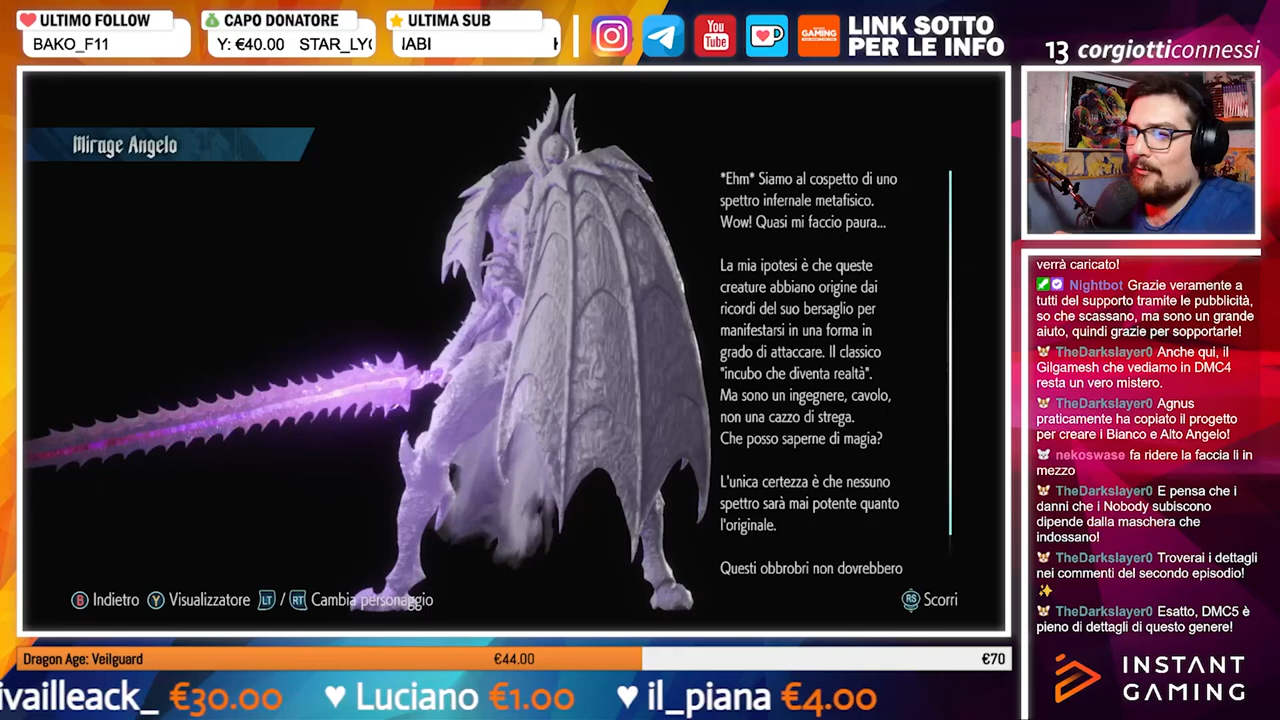 ULTIMO FOLLOW
BAKO_F11
CAPO DONATORE
Y: €40.00 STAR_LY
ULTIMA SUB
IABI
You
Tube
INSTANT
GAMING
LINK SOTTO
PER LE INFO
13 corgiotticonnessi
Mirage Angelo
*Ehm* Siamo al cospetto di uno
spettro infernale metafisico.
Wow! Quasi mi faccio paura...
La mia ipotesi è che queste
creature abbiano origine dai
ricordi del suo bersaglio per
manifestarsi in una forma in
grado di attaccare. Il classico
"incubo che diventa realtà".
Ma sono un ingegnere, cavolo,
non una cazzo di strega.
Che posso saperne di magia?
L'unica certezza è che nessuno
spettro sarà mai potente quanto
l'originale.
Questi obbrobri non dovrebbero
B Indietro Y Visualizzatore LT / RT Cambia personaggio
RS Scorri
verrà caricato!
Nightbot Grazie veramente a
tutti del supporto tramite le pubblicità,
so che scassano, ma sono un grande
aiuto, quindi grazie per sopportarle!
TheDarkslayer0 Anche qui, il
Gilgamesh che vediamo in DMC4
resta un vero mistero.
TheDarkslayer0 Agnus
praticamente ha copiato il progetto
per creare i Bianco e Alto Angelo!
nekoswase fa ridere la faccia li in
mezzo
TheDarkslayer0 E pensa che i
danni che i Nobody subiscono
dipende dalla maschera che
indossano!
TheDarkslayer0 Troverai i dettagli
nei commenti del secondo episodio!
TheDarkslayer0 Esatto, DMC5 è
pieno di dettagli di questo genere!
Dragon Age: Veilguard €44.00 €70
ivailleack_ €30.00 ♥ Luciano €1.00 ♥ il_piana €4.00
INSTANT
GAMING